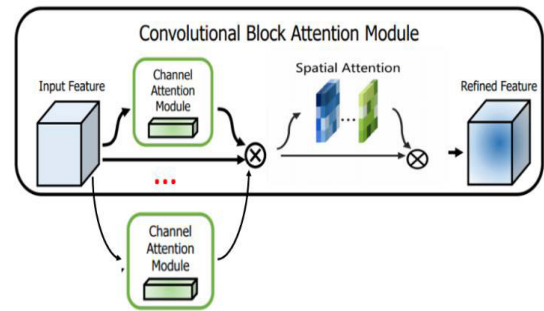 Convolutional Block Attention Module
Input Feature
Channel
Attention
Module
Spatial Attention
...
Refined Feature
...
Channel
Attention
Module